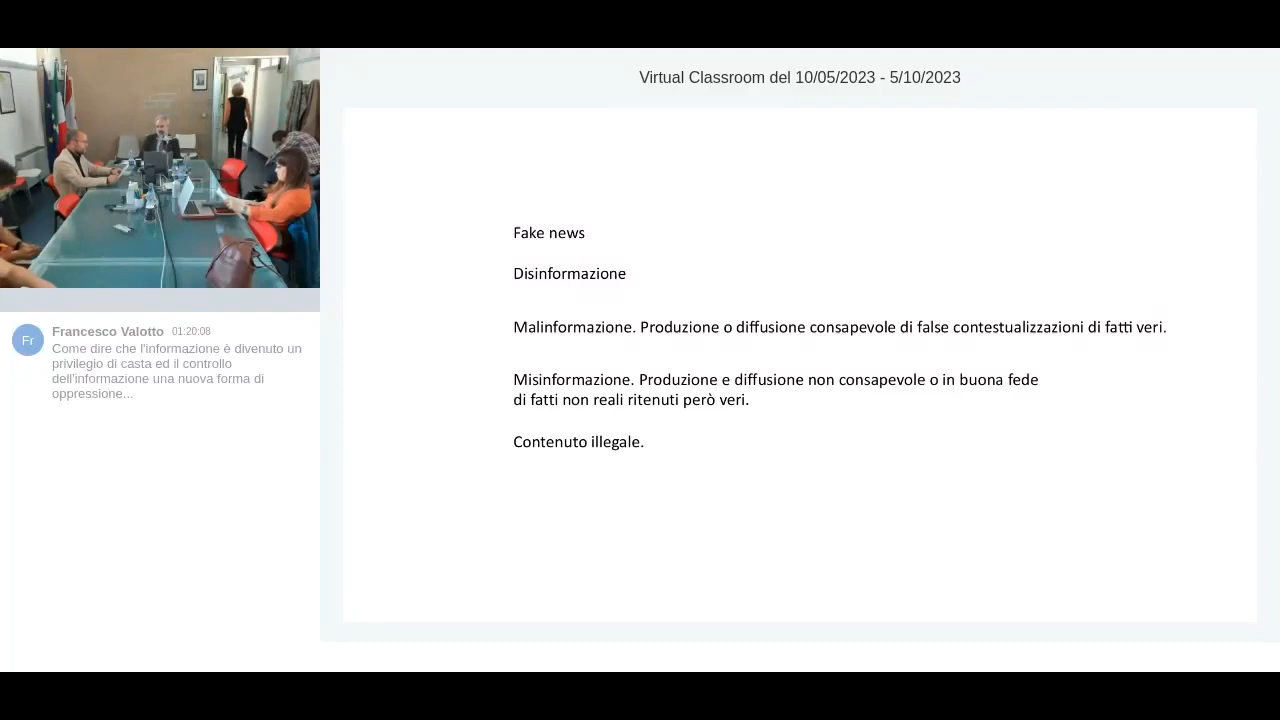 Virtual Classroom del 10/05/2023 - 5/10/2023
Fake news
Disinformazione
Malinformazione. Produzione o diffusione consapevole di false contestualizzazioni di fatti veri.
Misinformazione. Produzione e diffusione non consapevole o in buona fede
di fatti non reali ritenuti però veri.
Contenuto illegale.
Fr
Francesco Valotto 01:20:08
Come dire che l'informazione è divenuto un
privilegio di casta ed il controllo
dell'informazione una nuova forma di
oppressione...